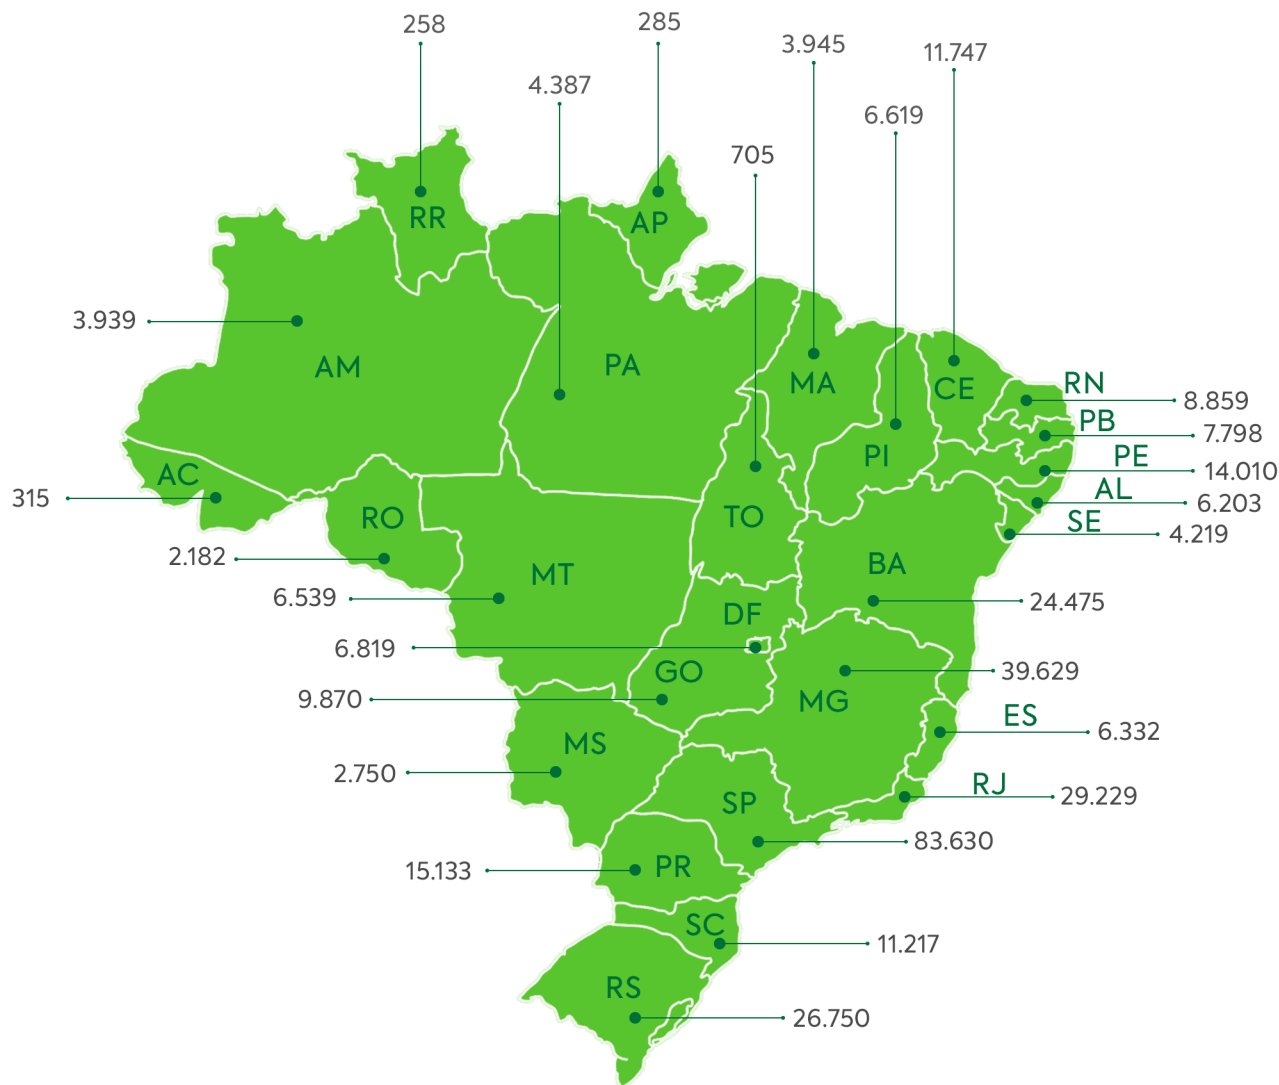 258
285
3.945
11.747
4.387
6.619
705
RR
AP
3.939
AM
PA
MA
CE
RN
8.859
PB
7.798
PI
PE
14.010
AC
315
AL
6.203
RO
TO
SE
4.219
2.182
MT
BA
6.539
24.475
DF
6.819
GO
39.629
9.870
MG
ES
6.332
MS
2.750
RJ
29.229
SP
83.630
15.133
PR
SC
11.217
RS
26.750